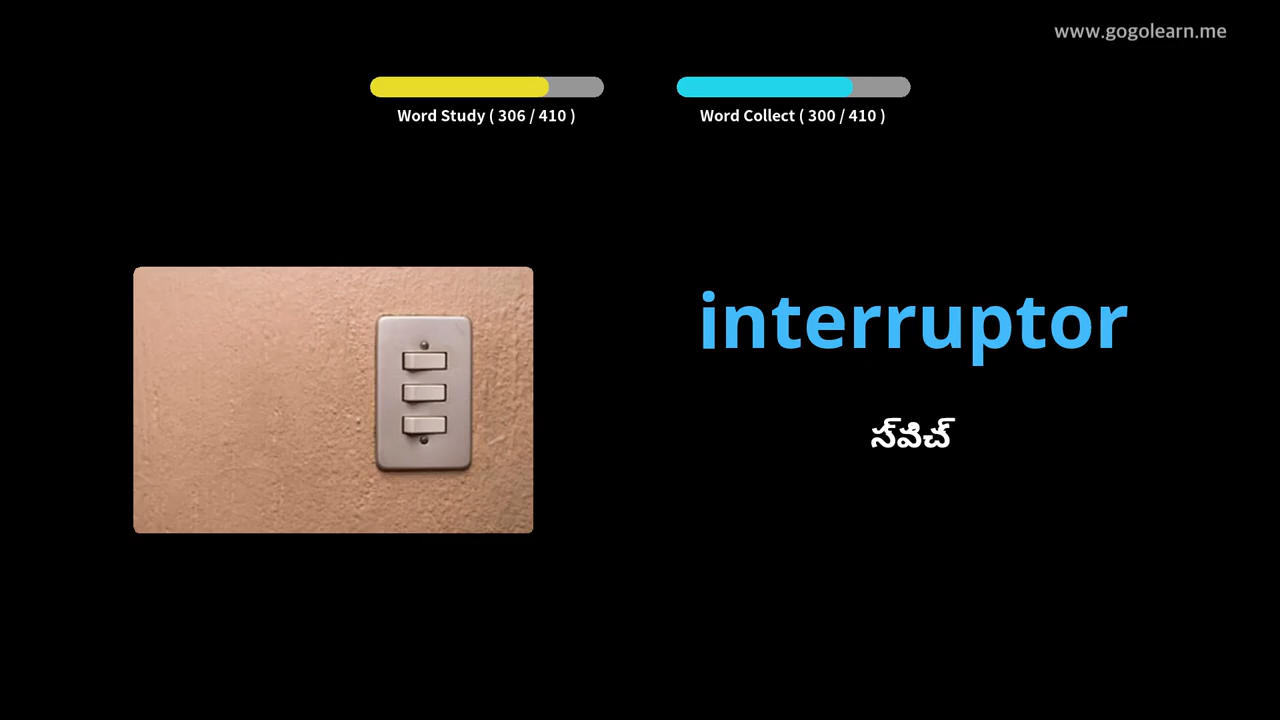 www.gogolearn.me
Word Study ( 306 / 410 )
Word Collect ( 300 / 410 )
interruptor
స్‌విచ్